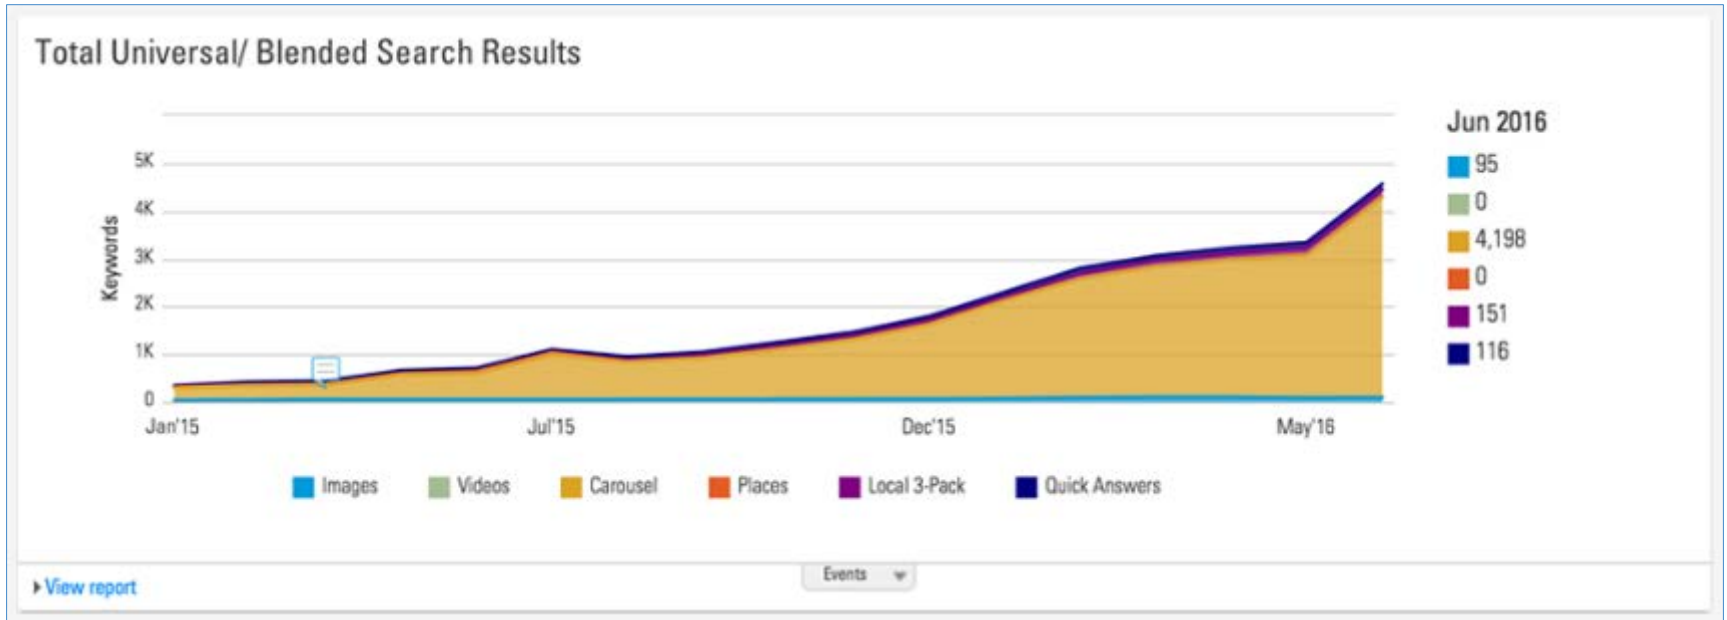 Total Universal/ Blended Search Results
Jun 2016
95
0
4,198
0
151
116
Keywords
5K
4K
3K
2K
1K
0
Jan'15
Jul'15
Dec'15
May'16
Images
Videos
Carousel
Places
Local 3-Pack
Quick Answers
Events
View report